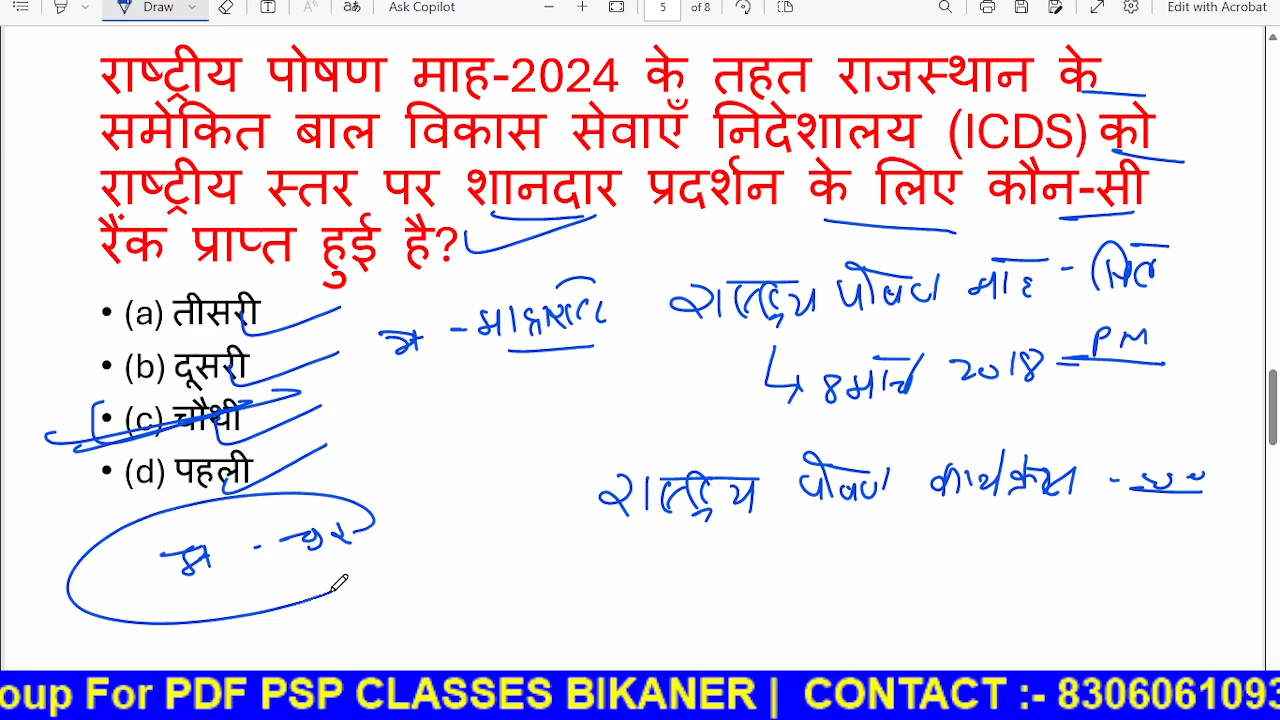 Draw
Ask Copilot
5 of 8
Edit with Acrobat
राष्ट्रीय पोषण माह-2024 के तहत राजस्थान के
समेकित बाल विकास सेवाएँ निदेशालय (ICDS) को
राष्ट्रीय स्तर पर शानदार प्रदर्शन के लिए कौन-सी
रैंक प्राप्त हुई है?
• (a) तीसरी
• (b) दूसरी
• (c) चौथी
• (d) पहली
राष्ट्रिय पोषण माह -
PM
8 मार्च 2018
राष्ट्रिय पोषण कार्यक्रम -
oup For PDF PSP CLASSES BIKANER | CONTACT :- 8306061093